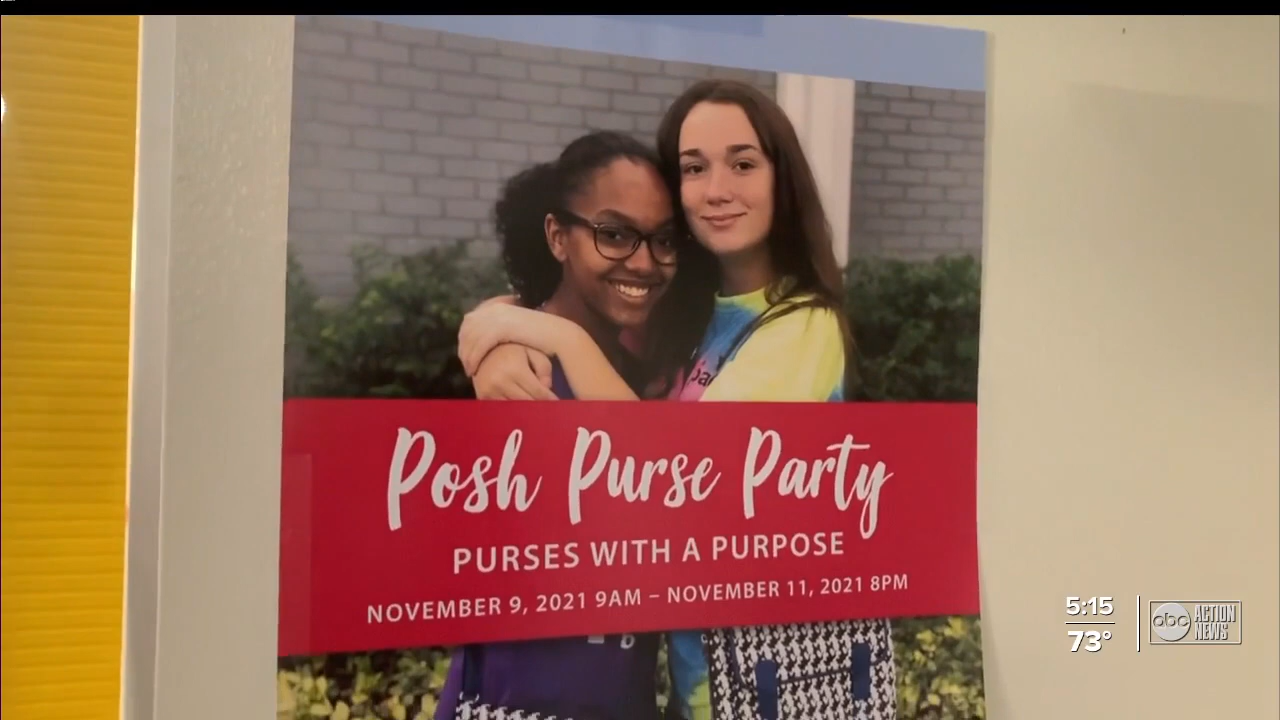 Posh Purse Party
PURSES WITH A PURPOSE
NOVEMBER 9, 2021 9AM – NOVEMBER 11, 2021 8PM
5:15
73°
abc
ACTION
NEWS